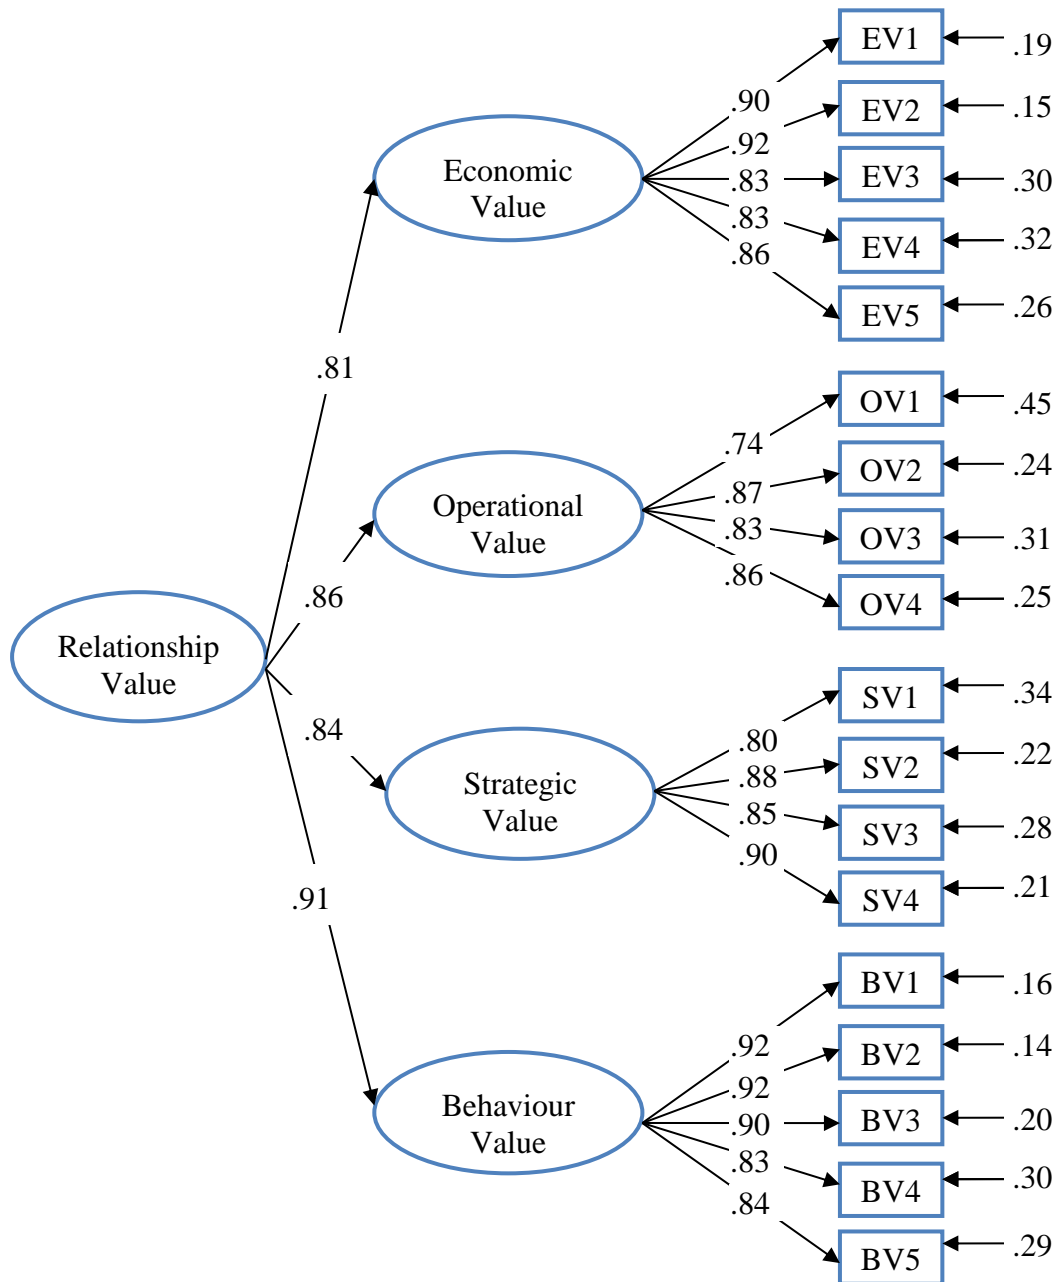 EV1
.19
.90
EV2
.15
.92
Economic
Value
.83
EV3
.30
.83
EV4
.32
.86
EV5
.26
.81
OV1
.45
.74
OV2
.24
Operational
Value
.87
.83
OV3
.31
.86
OV4
.25
.86
Relationship
Value
SV1
.34
.84
.80
SV2
.22
Strategic
Value
.88
.85
SV3
.28
.90
SV4
.21
.91
BV1
.16
.92
BV2
.14
.92
Behaviour
Value
.90
BV3
.20
.83
BV4
.30
.84
BV5
.29